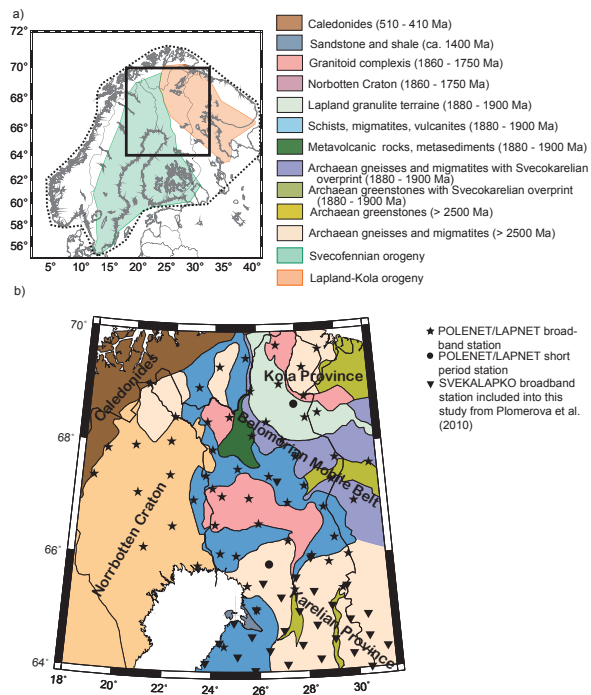 a)
72°
70°
68°
66°
64°
62°
60°
58°
56°
5° 10° 15° 20° 25° 30° 35° 40°
Caledonides (510 - 410 Ma)
Sandstone and shale (ca. 1400 Ma)
Granitoid complexis (1860 - 1750 Ma)
Norbotten Craton (1860 - 1750 Ma)
Lapland granulite terraine (1880 - 1900 Ma)
Schists, migmatites, vulcanites (1880 - 1900 Ma)
Metavolcanic rocks, metasediments (1880 - 1900 Ma)
Archaean gneisses and migmatites with Svecokarelian
overprint (1880 - 1900 Ma)
Archaean greenstones with Svecokarelian overprint
(1880 - 1900 Ma)
Archaean greenstones (> 2500 Ma)
Archaean gneisses and migmatites (> 2500 Ma)
Svecofennian orogeny
Lapland-Kola orogeny
b)
70°
68°
66°
64°
18° 20° 22° 24° 26° 28° 30°
Caledonides
Kola Province
Belomorian Mobile Belt
Norrbotten Craton
Karelian Province
POLENET/LAPNET broad-
band station
POLENET/LAPNET short
period station
SVEKALAPKO broadband
station included into this
study from Plomerova et al.
(2010)